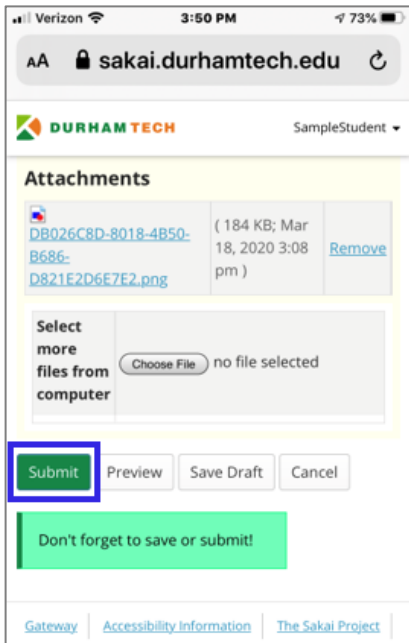 Verizon 3:50 PM 73%
AA sakai.durhamtech.edu
DURHAM TECH SampleStudent
Attachments
DB026C8D-8018-4B50-
B686-
D821E2D6E7E2.png
( 184 KB; Mar
18, 2020 3:08
pm )
Remove
Select
more
files from
computer
Choose File no file selected
Submit Preview Save Draft Cancel
Don't forget to save or submit!
Gateway Accessibility Information The Sakai Project